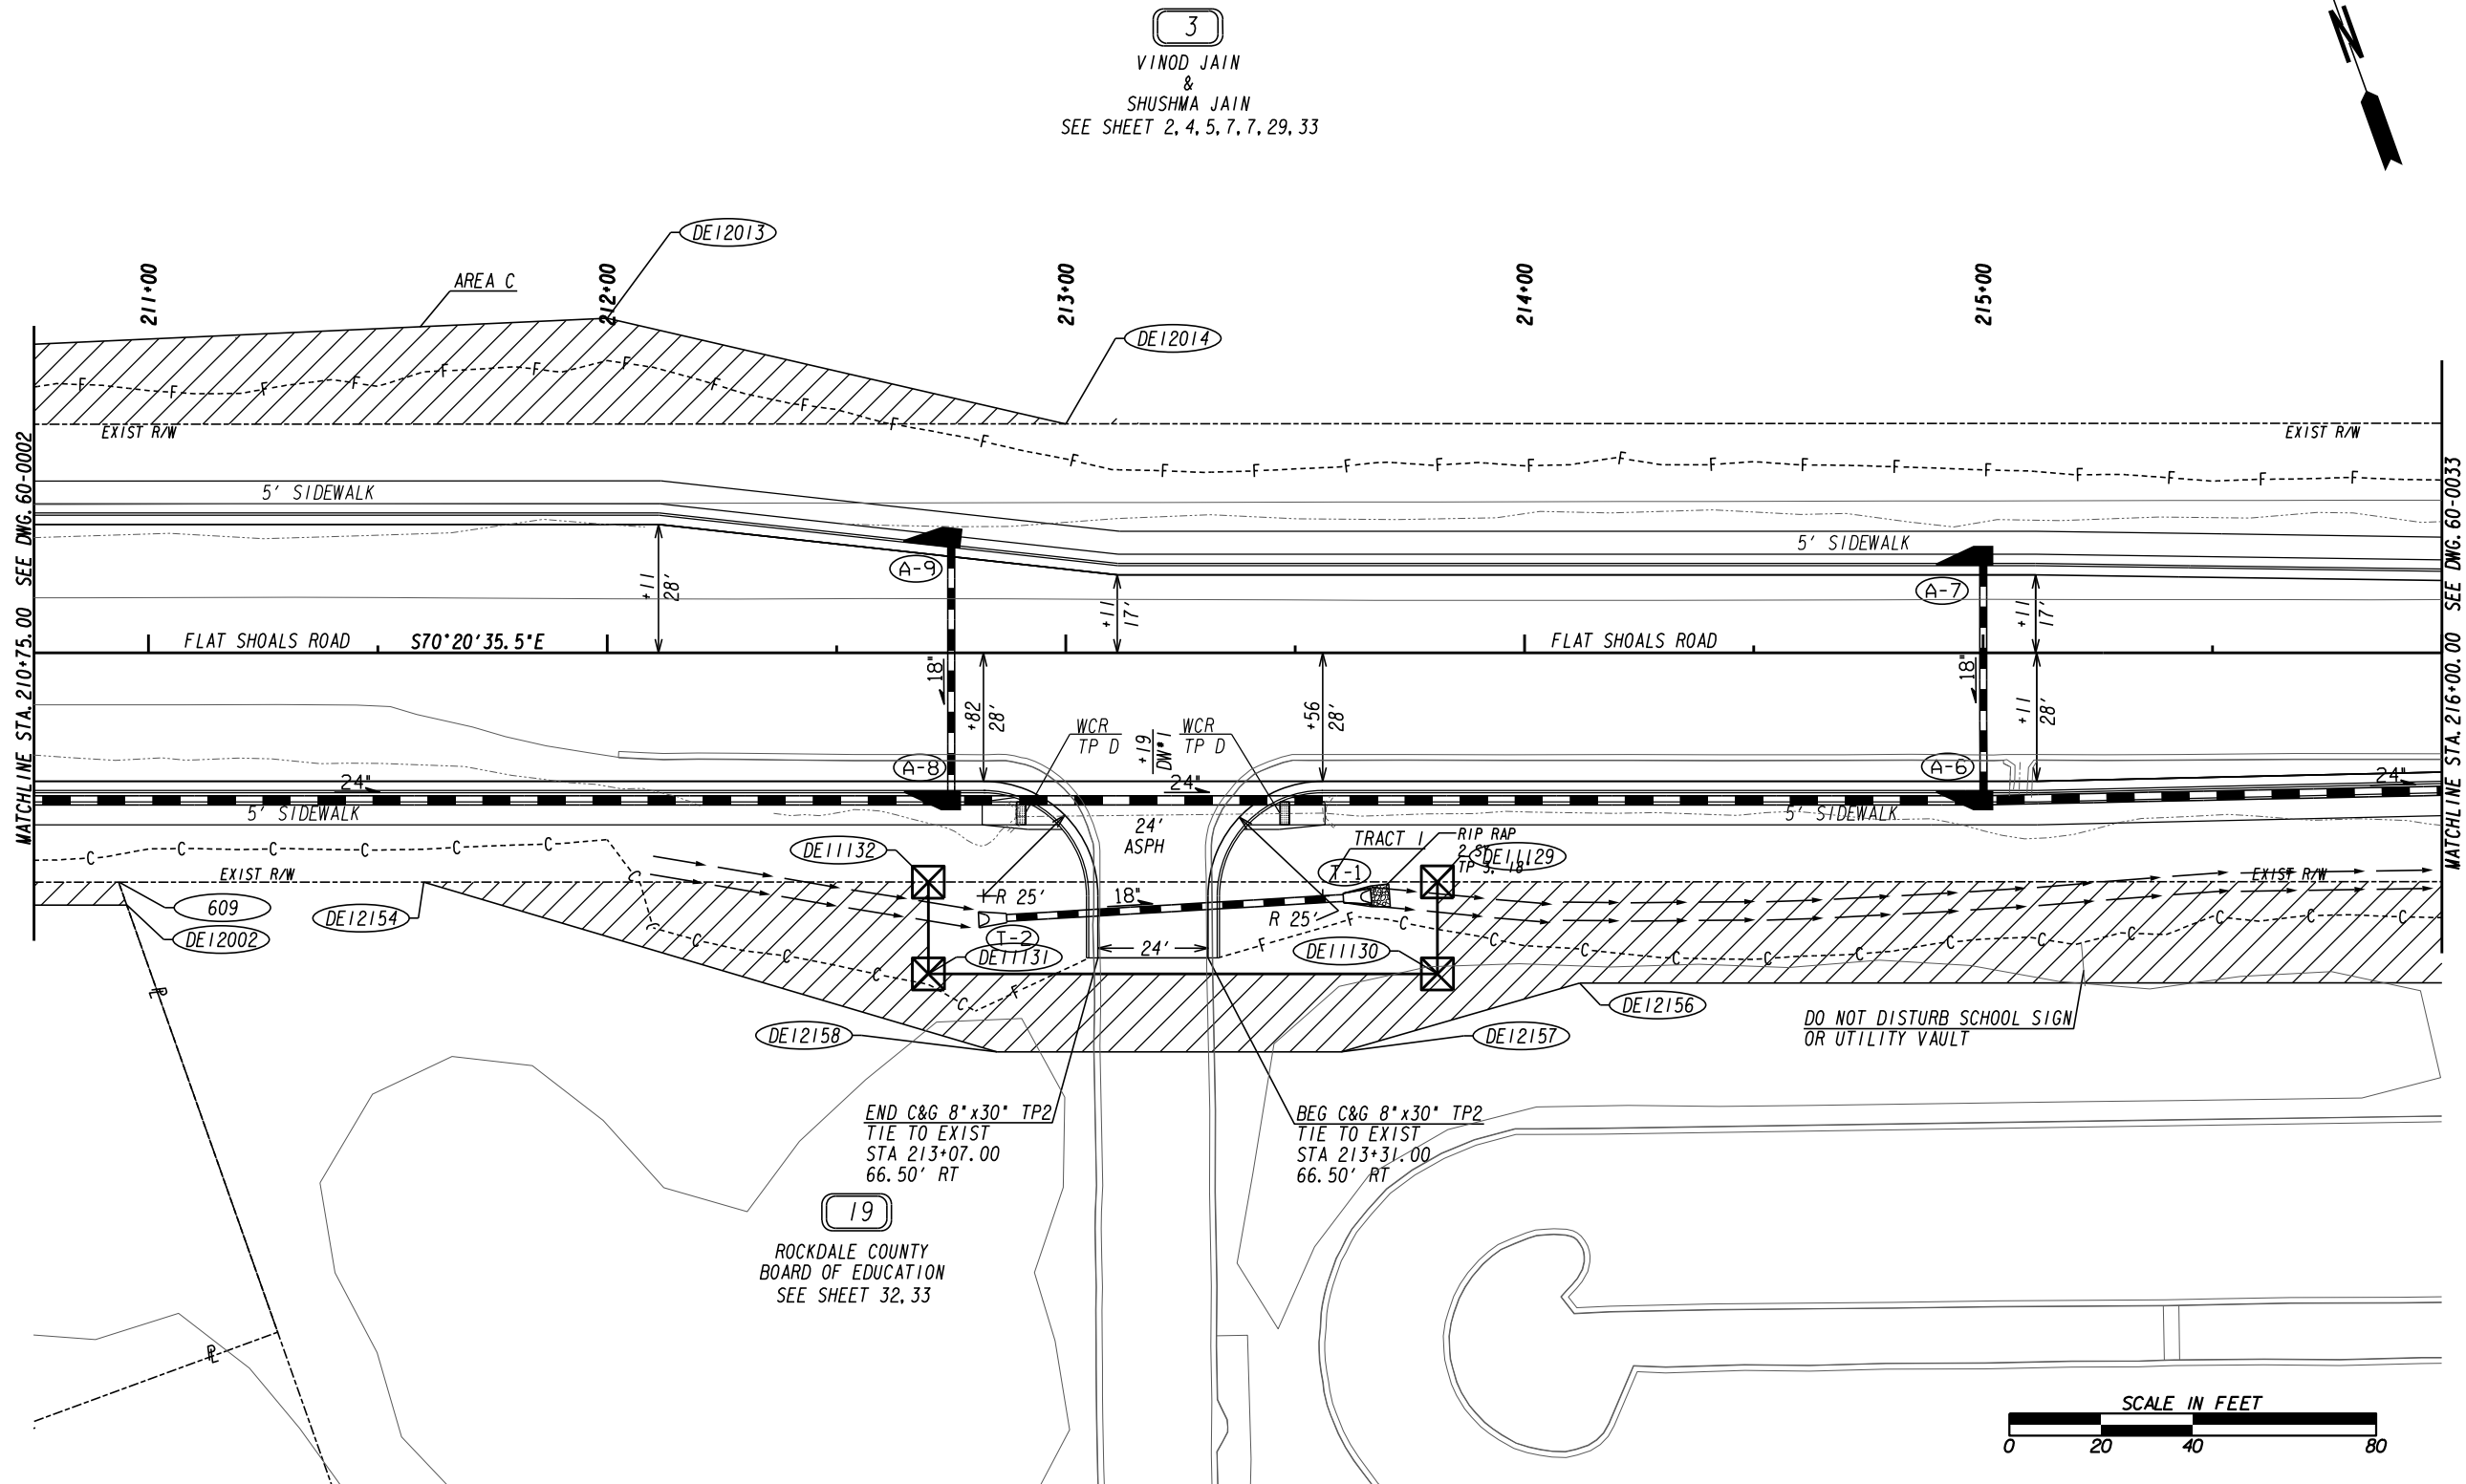 3
VINOD JAIN
&
SHUSHMA JAIN
SEE SHEET 2,4,5,7,7,29,33
N
DE12013
AREA C
211+00
212+00
213+00
214+00
215+00
DE12014
F F F F F F F F F F F F F F F F F F F F F F F F F F
EXIST R/W
EXIST R/W
MATCHLINE STA.210+75.00 SEE DWG.60-0002
MATCHLINE STA.216+00.00 SEE DWG.60-0033
5' SIDEWALK
5' SIDEWALK
A-9
A-7
+11
28'
+11
17'
+11
17'
FLAT SHOALS ROAD S70°20'35.5"E
FLAT SHOALS ROAD
18"
18"
+82
28'
+56
28'
+11
28'
WCR
TP D
+19
DW#1
WCR
TP D
A-8
A-6
24"
24"
24"
5' SIDEWALK
5' SIDEWALK
24'
ASPH
TRACT 1
RIP RAP
2 SY
TP 3, 18"
DE11132
DE11129
T-1
C C C C C C
EXIST R/W
EXIST R/W
609
DE12154
DE12002
R 25'
18"
R 25'
T-2
24'
DE11131
DE11130
C C C C F F F
C C C C C C C C C C C C
PL
DE12156
DO NOT DISTURB SCHOOL SIGN
OR UTILITY VAULT
DE12158
DE12157
END C&G 8"x30" TP2
TIE TO EXIST
STA 213+07.00
66.50' RT
BEG C&G 8"x30" TP2
TIE TO EXIST
STA 213+31.00
66.50' RT
19
ROCKDALE COUNTY
BOARD OF EDUCATION
SEE SHEET 32,33
PL
SCALE IN FEET
0 20 40 80